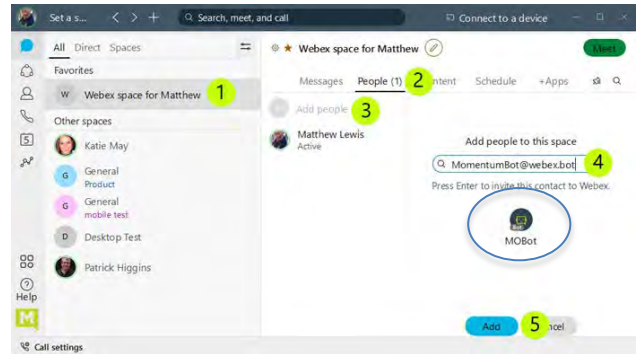 Set a s...
Search, meet, and call
Connect to a device
All Direct Spaces
Webex space for Matthew
Meet
Favorites
W Webex space for Matthew 1
Messages People (1) 2 ntent Schedule +Apps
Add people 3
Other spaces
Katie May
Matthew Lewis
Active
Add people to this space
MomentumBot@webex.bot 4
Press Enter to invite this contact to Webex.
G General
Product
G General
mobile test
Bot
MOBot
D Desktop Test
Patrick Higgins
5
Help
M
Add 5 ncel
Call settings